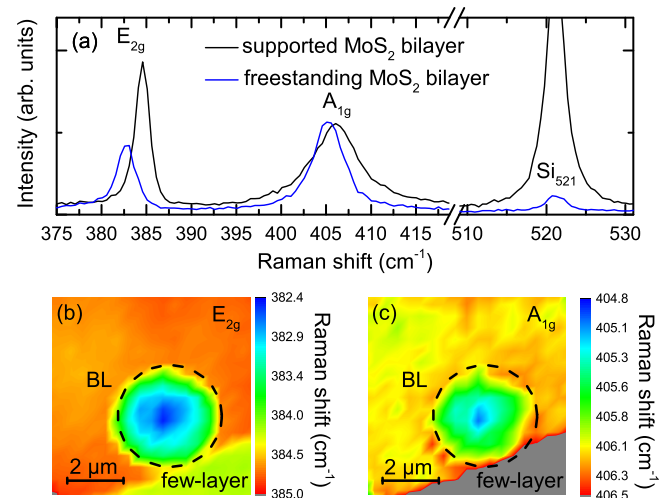 (a)
E2g
supported MoS2 bilayer
freestanding MoS2 bilayer
A1g
Si521
Intensity (arb. units)
375 380 385 390 395 400 405 410 415 510 520 530
Raman shift (cm-1)
(b)
E2g
BL
2 µm
few-layer
382.4
382.9
383.4
384.0
384.5
385.0
Raman shift (cm-1)
(c)
A1g
BL
2 µm
few-layer
404.8
405.1
405.3
405.6
405.8
406.1
406.3
406.5
Raman shift (cm-1)